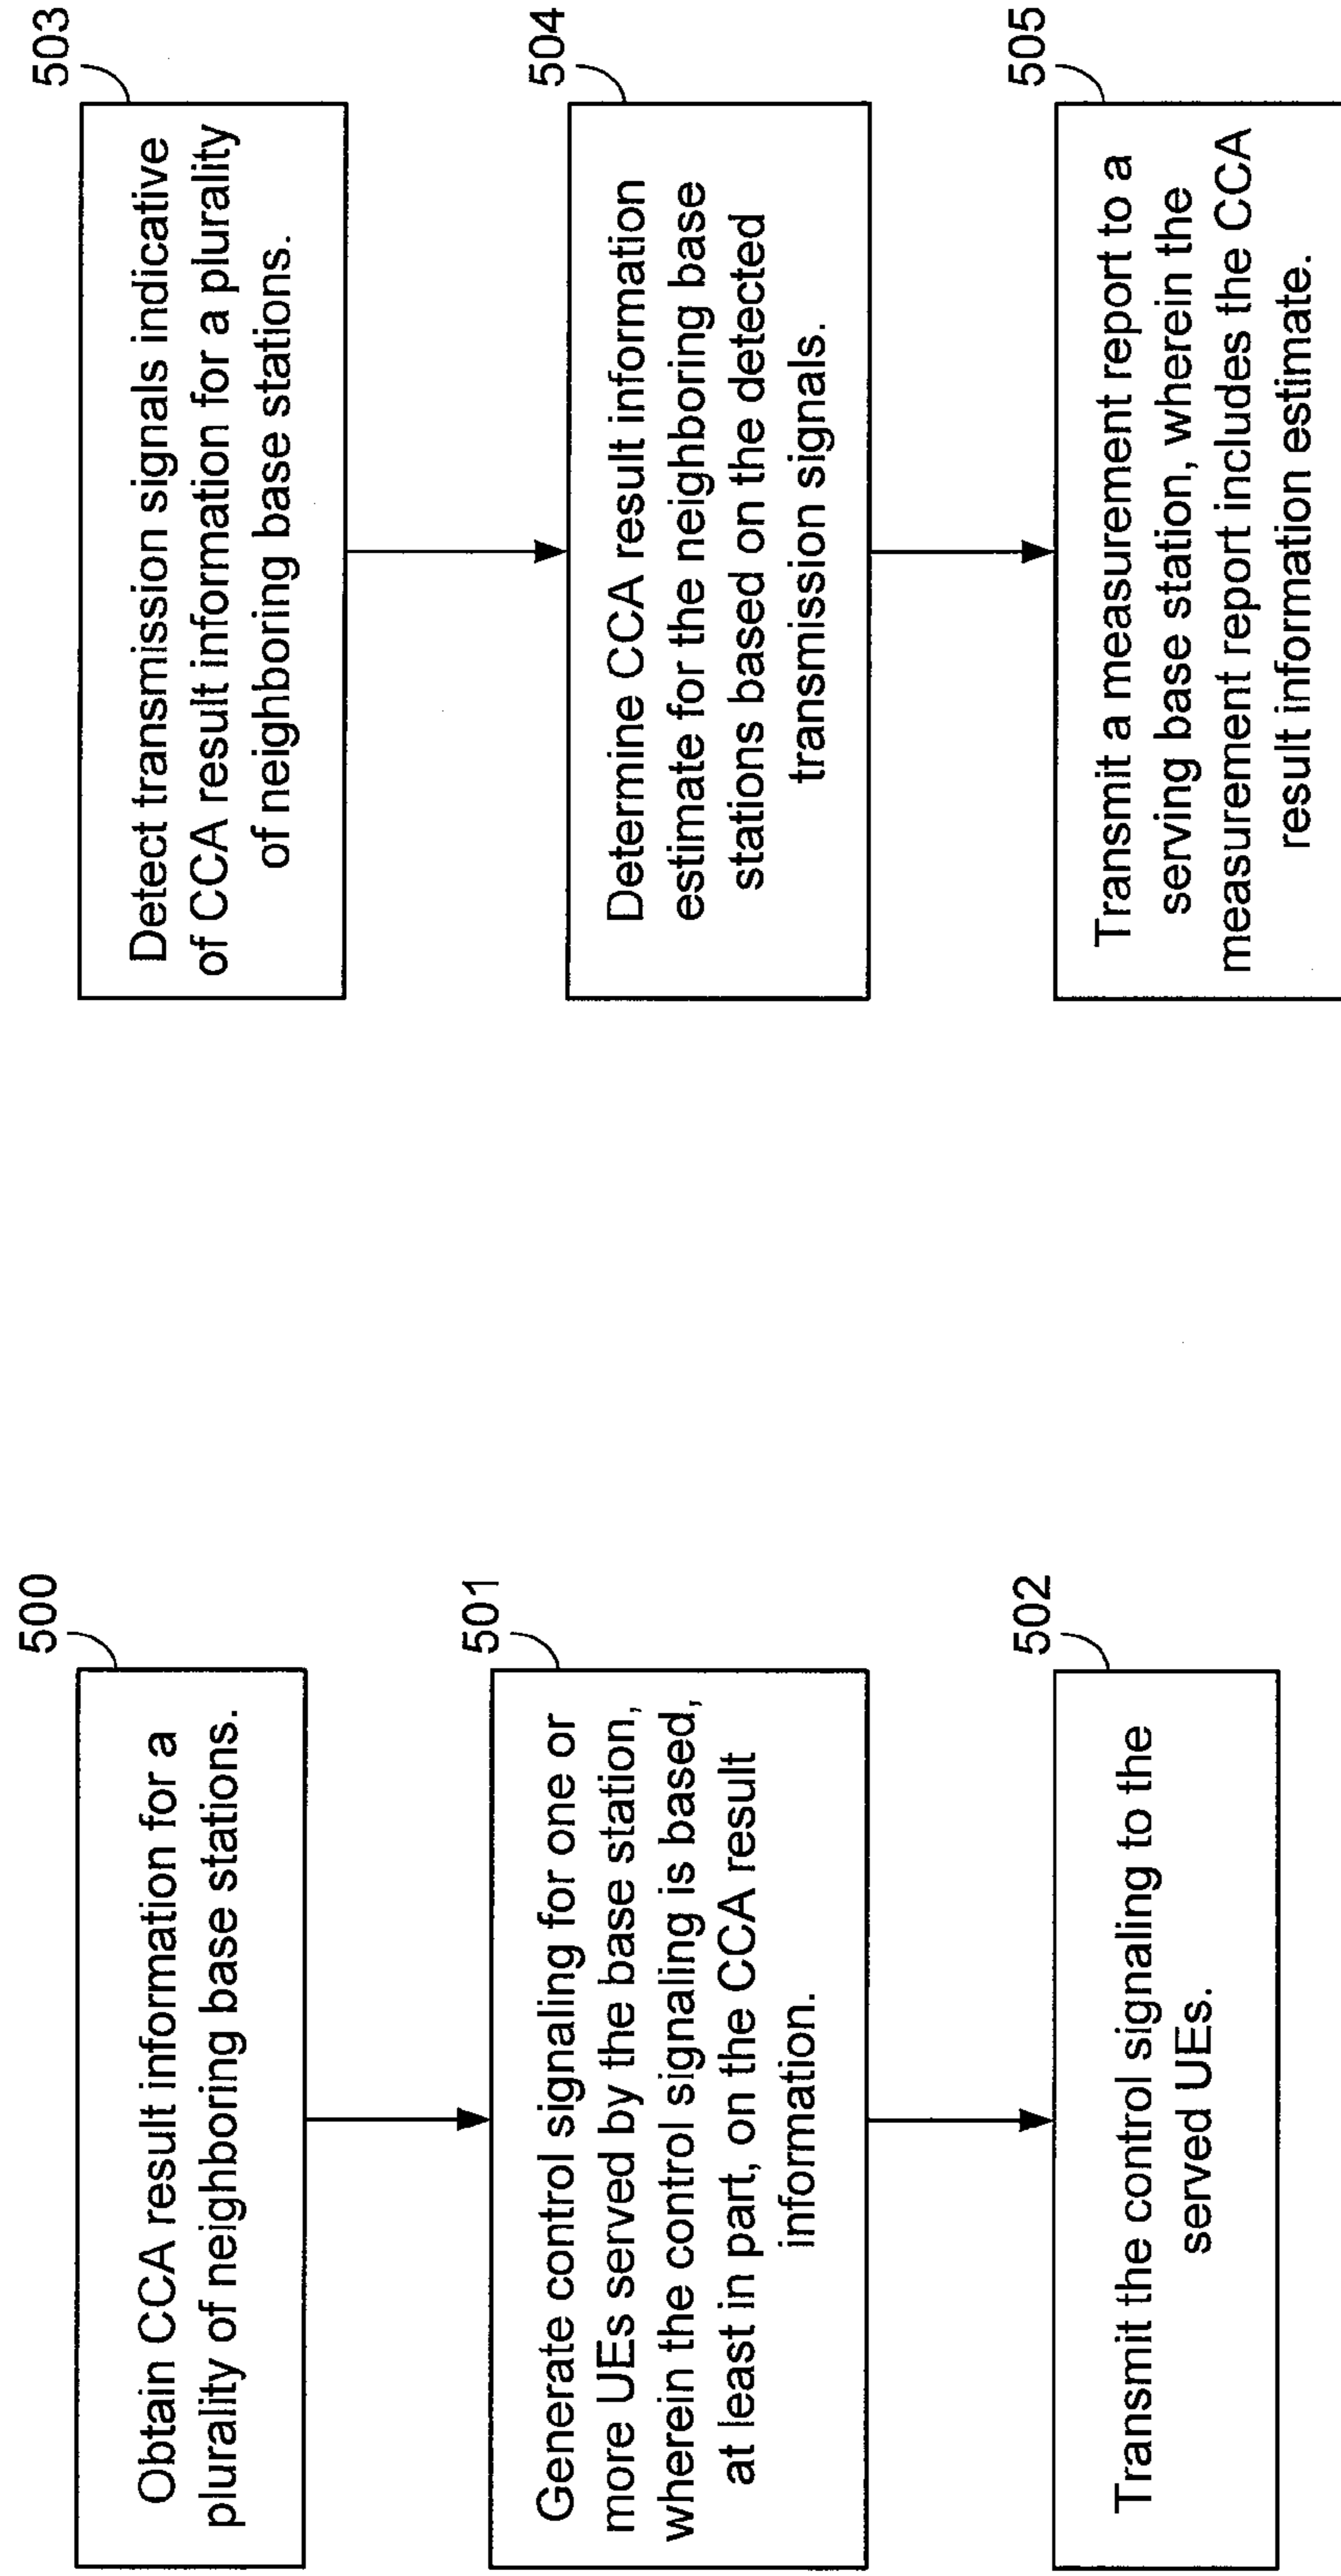 500
Obtain CCA result information for a
plurality of neighboring base stations.
501
Generate control signaling for one or
more UEs served by the base station,
wherein the control signaling is based,
at least in part, on the CCA result
information.
502
Transmit the control signaling to the
served UEs.
503
Detect transmission signals indicative
of CCA result information for a plurality
of neighboring base stations.
504
Determine CCA result information
estimate for the neighboring base
stations based on the detected
transmission signals.
505
Transmit a measurement report to a
serving base station, wherein the
measurement report includes the CCA
result information estimate.